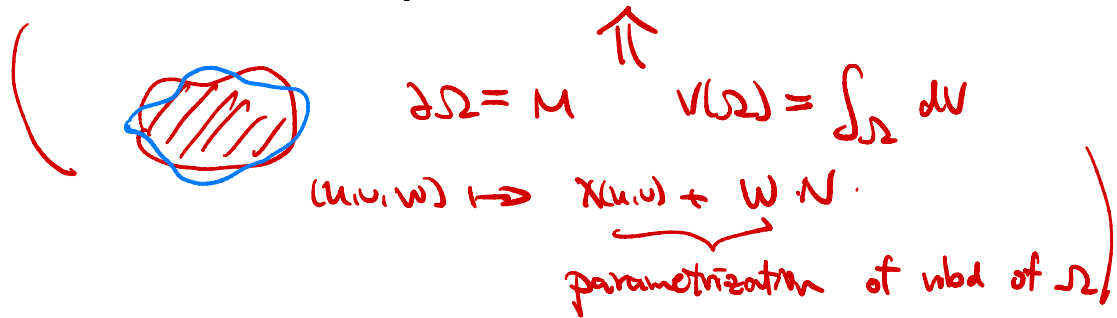 ⇑
∂Ω = M V(Ω) = ∫_Ω dV
(u,v,w) ↦ X(u,v) + W·N.
parametrization of nbd of Ω